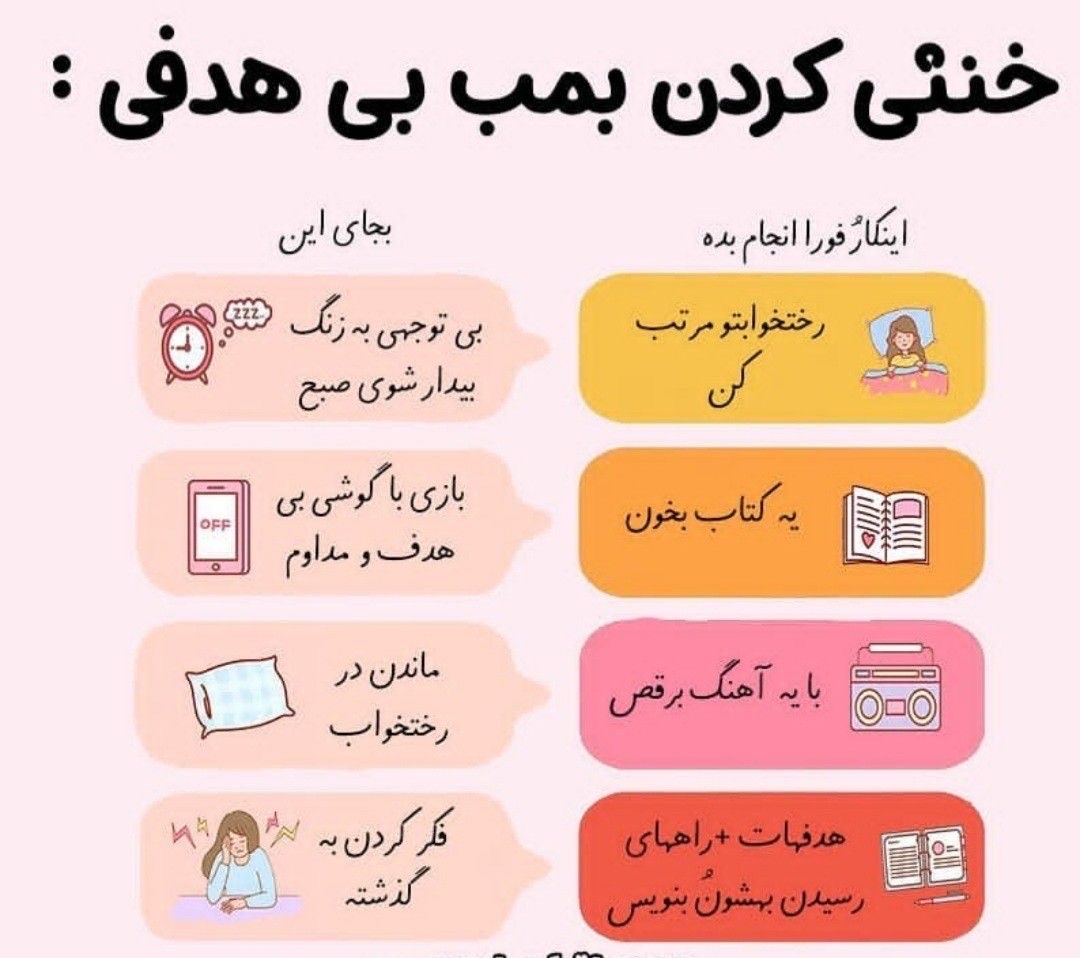 خنثی کردن بمب بی هدفی :
اینکارُ فورا انجام بده
بجای این
رختخوابتو مرتب
کن
بی توجهی به زنگ
بیدار شوی صبح
zzz..
یه کتاب بخون
بازی با گوشی بی
هدف و مداوم
OFF
با یه آهنگ برقص
ماندن در
رختخواب
هدفهات +راههای
رسیدن بهشونُ بنویس
فکر کردن به
گذشته